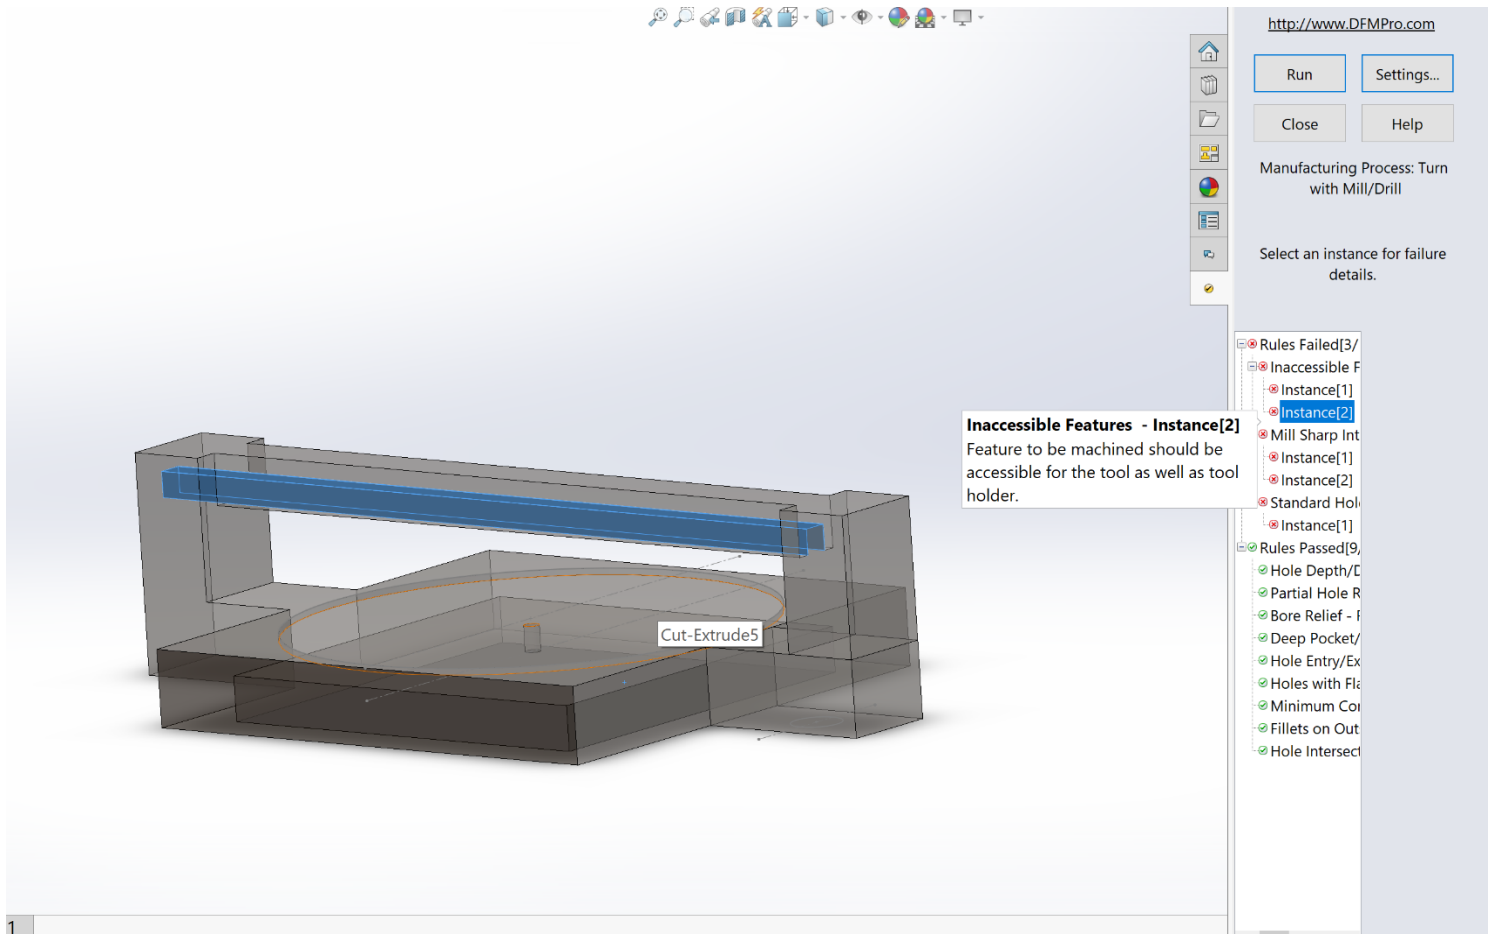 http://www.DFMPro.com
Run
Settings...
Close
Help
Manufacturing Process: Turn
with Mill/Drill
Select an instance for failure
details.
Rules Failed[3/
Inaccessible F
Instance[1]
Instance[2]
Mill Sharp Int
Instance[1]
Instance[2]
Standard Hol
Instance[1]
Rules Passed[9/
Hole Depth/D
Partial Hole R
Bore Relief - F
Deep Pocket/
Hole Entry/Ex
Holes with Fla
Minimum Cor
Fillets on Out
Hole Intersect
Inaccessible Features - Instance[2]
Feature to be machined should be
accessible for the tool as well as tool
holder.
Cut-Extrude5
1